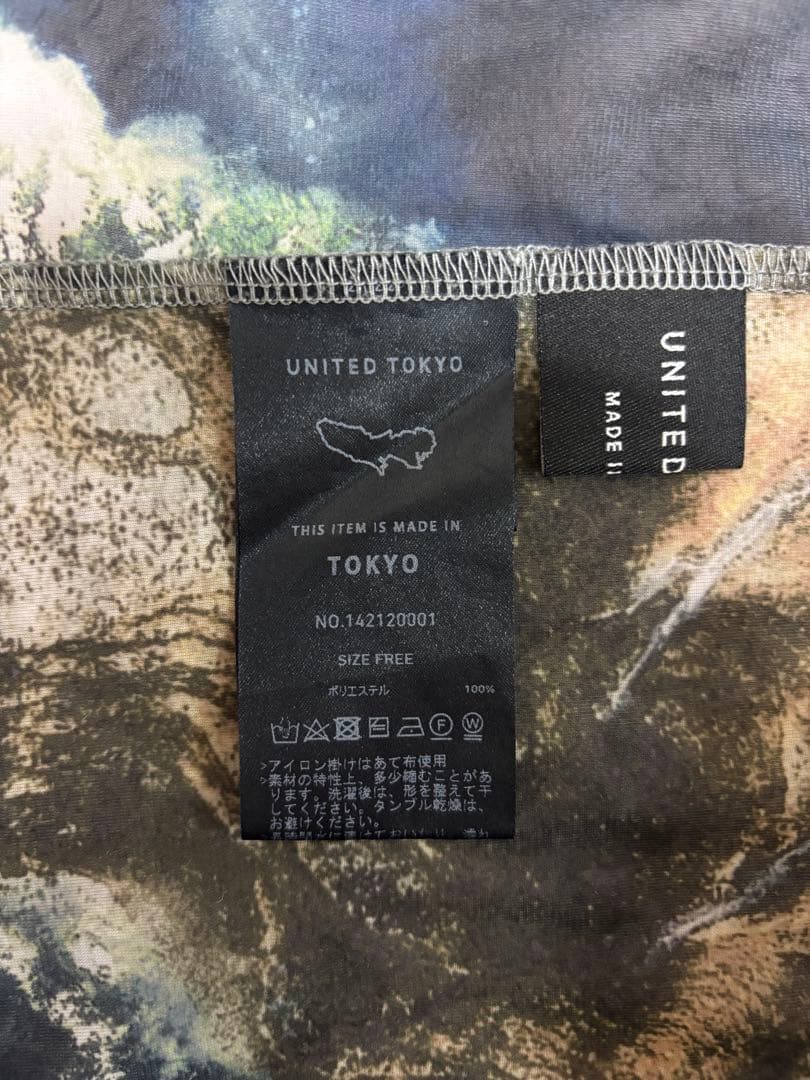 UNITED TOKYO
THIS ITEM IS MADE IN
TOKYO
NO.142120001
SIZE FREE
ポリエステル 100%
F W
>アイロン掛けはあて布使用
>素材の特性上、多少縮むことがあ
ります。洗濯後は、形を整えて干
してください。タンブル乾燥は、
お避けください。
UNITED
MADE I